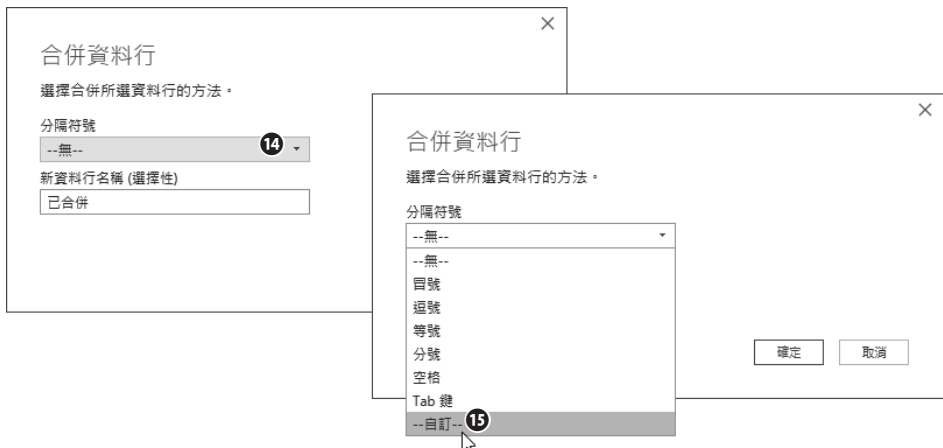 合併資料行
選擇合併所選資料行的方法。
分隔符號
--無--
14
新資料行名稱 (選擇性)
已合併
合併資料行
選擇合併所選資料行的方法。
分隔符號
--無--
--無--
冒號
逗號
等號
分號
空格
Tab 鍵
--自訂--
15
確定
取消